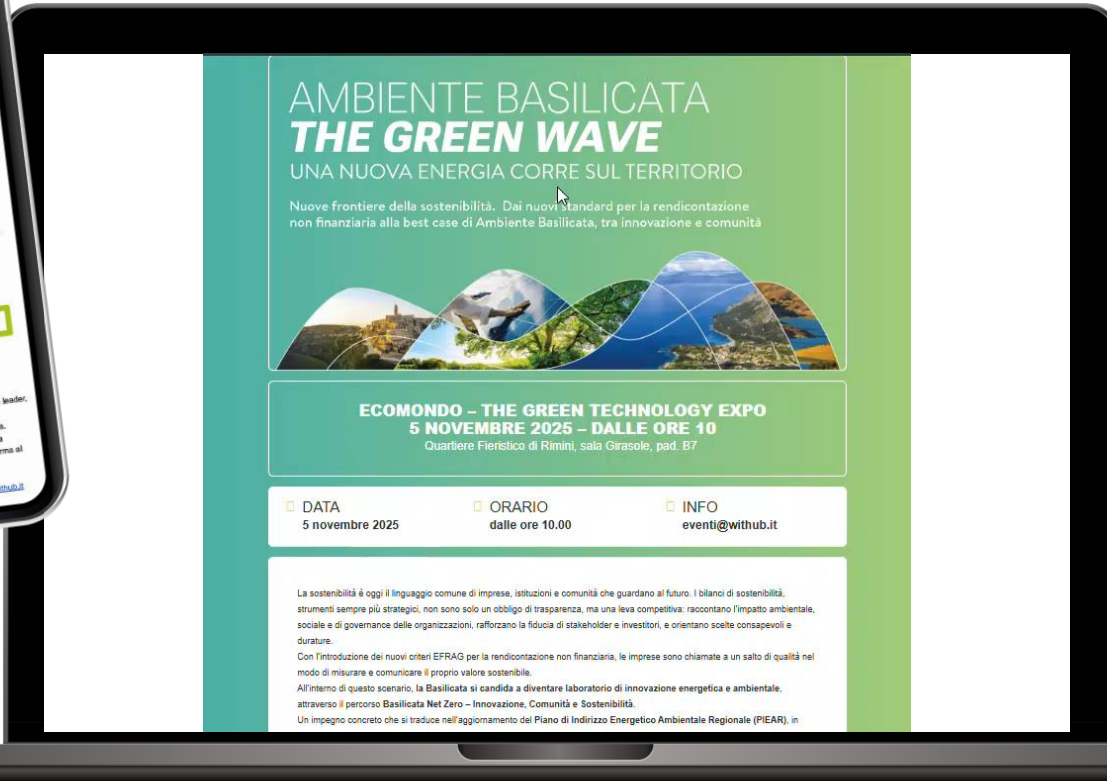 AMBIENTE BASILICATA
THE GREEN WAVE
UNA NUOVA ENERGIA CORRE SUL TERRITORIO
Nuove frontiere della sostenibilità. Dai nuovi standard per la rendicontazione
non finanziaria alla best case di Ambiente Basilicata, tra innovazione e comunità
ECOMONDO – THE GREEN TECHNOLOGY EXPO
5 NOVEMBRE 2025 – DALLE ORE 10
Quartiere Fieristico di Rimini, sala Girasole, pad. B7
DATA
5 novembre 2025
ORARIO
dalle ore 10.00
INFO
eventi@withub.it
La sostenibilità è oggi il linguaggio comune di imprese, istituzioni e comunità che guardano al futuro. I bilanci di sostenibilità,
strumenti sempre più strategici, non sono solo un obbligo di trasparenza, ma una leva competitiva: raccontano l'impatto ambientale,
sociale e di governance delle organizzazioni, rafforzano la fiducia di stakeholder e investitori, e orientano scelte consapevoli e
durature.
Con l'introduzione dei nuovi criteri EFRAG per la rendicontazione non finanziaria, le imprese sono chiamate a un salto di qualità nel
modo di misurare e comunicare il proprio valore sostenibile.
All'interno di questo scenario, la Basilicata si candida a diventare laboratorio di innovazione energetica e ambientale,
attraverso il percorso Basilicata Net Zero – Innovazione, Comunità e Sostenibilità.
Un impegno concreto che si traduce nell'aggiornamento del Piano di Indirizzo Energetico Ambientale Regionale (PIEAR), in
leader,